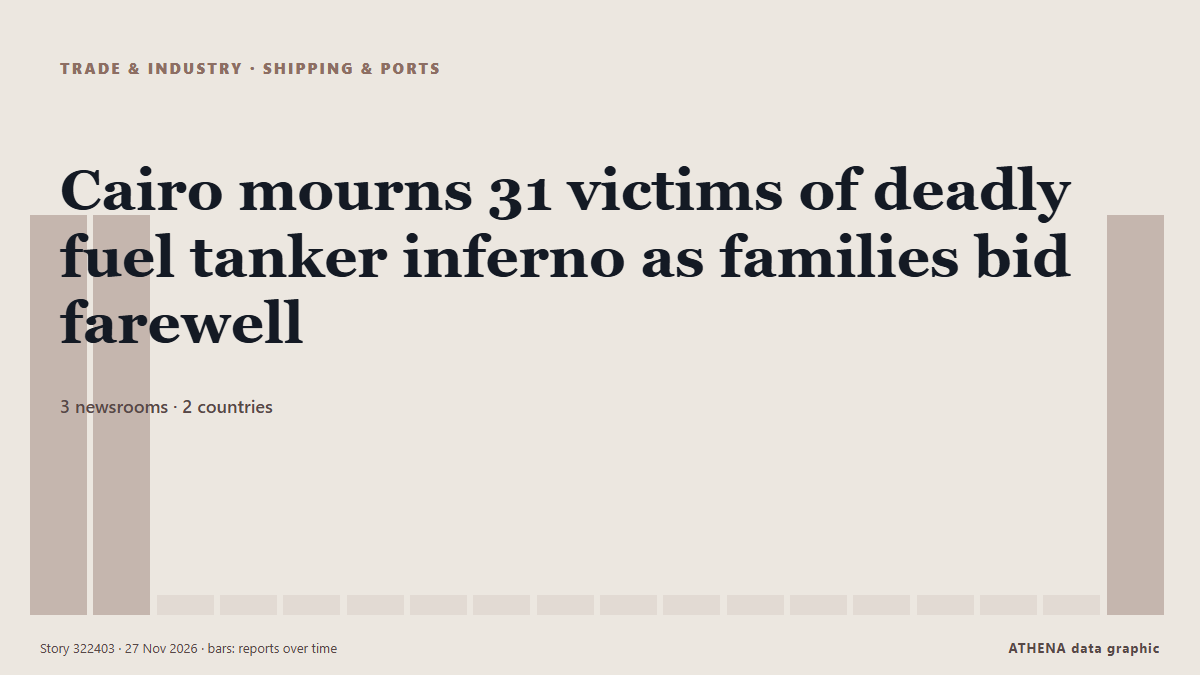 TRADE & INDUSTRY · SHIPPING & PORTS
Cairo mourns 31 victims of deadly
fuel tanker inferno as families bid
farewell
3 newsrooms · 2 countries
Story 322403 · 27 Nov 2026 · bars: reports over time
ATHENA data graphic